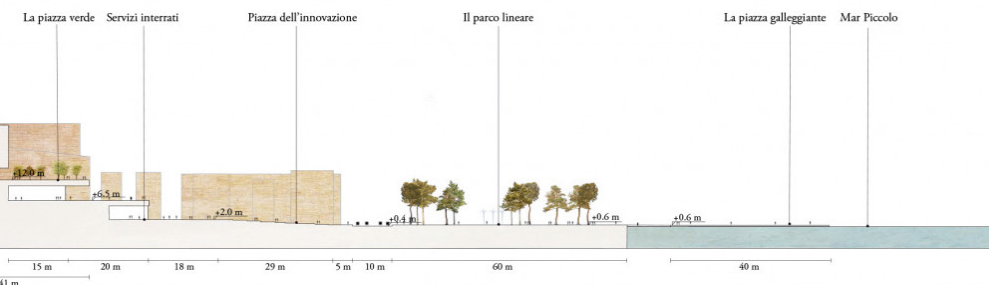 La piazza verde
Servizi interrati
Piazza dell'innovazione
Il parco lineare
La piazza galleggiante
Mar Piccolo
+12.0 m
+6.5 m
+2.0 m
+0.4 m
+0.6 m
+0.6 m
15 m
20 m
18 m
29 m
5 m
10 m
60 m
40 m
41 m